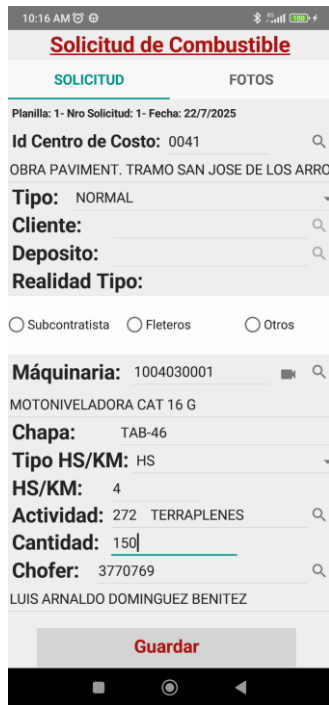 10:16 AM
4G 100
Solicitud de Combustible
SOLICITUD FOTOS
Planilla: 1- Nro Solicitud: 1- Fecha: 22/7/2025
Id Centro de Costo: 0041
OBRA PAVIMENT. TRAMO SAN JOSE DE LOS ARRO
Tipo: NORMAL
Cliente:
Deposito:
Realidad Tipo:
Subcontratista Fleteros Otros
Máquinaria: 1004030001
MOTONIVELADORA CAT 16 G
Chapa: TAB-46
Tipo HS/KM: HS
HS/KM: 4
Actividad: 272 TERRAPLENES
Cantidad: 150
Chofer: 3770769
LUIS ARNALDO DOMINGUEZ BENITEZ
Guardar